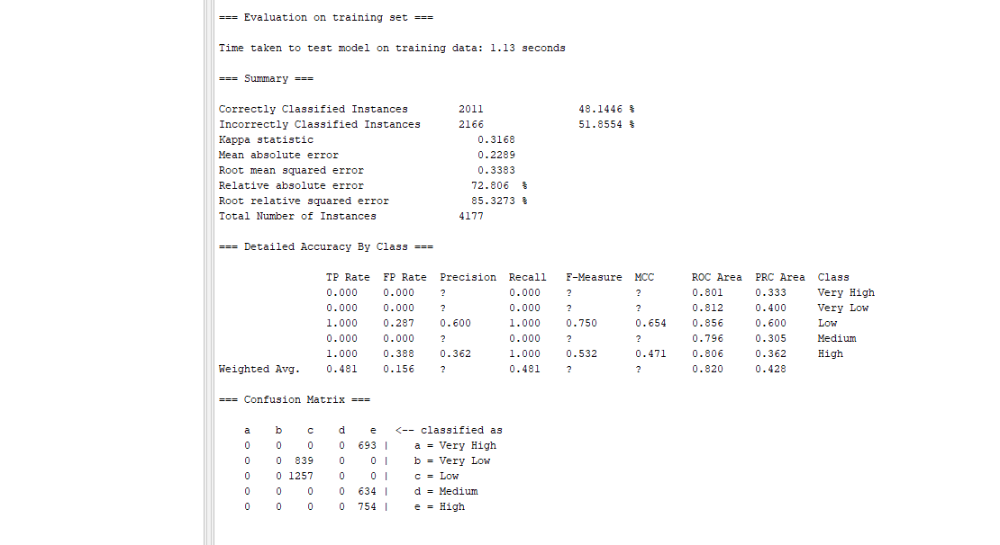 === Evaluation on training set ===
Time taken to test model on training data: 1.13 seconds
=== Summary ===
Correctly Classified Instances 2011 48.1446 %
Incorrectly Classified Instances 2166 51.8554 %
Kappa statistic 0.3168
Mean absolute error 0.2289
Root mean squared error 0.3383
Relative absolute error 72.806 %
Root relative squared error 85.3273 %
Total Number of Instances 4177
=== Detailed Accuracy By Class ===
TP Rate FP Rate Precision Recall F-Measure MCC ROC Area PRC Area Class
0.000 0.000 ? 0.000 ? ? 0.801 0.333 Very High
0.000 0.000 ? 0.000 ? ? 0.812 0.400 Very Low
1.000 0.287 0.600 1.000 0.750 0.654 0.856 0.600 Low
0.000 0.000 ? 0.000 ? ? 0.796 0.305 Medium
1.000 0.388 0.362 1.000 0.532 0.471 0.806 0.362 High
Weighted Avg. 0.481 0.156 ? 0.481 ? ? 0.820 0.428
=== Confusion Matrix ===
a b c d e <-- classified as
0 0 0 0 693 | a = Very High
0 0 839 0 0 | b = Very Low
0 0 1257 0 0 | c = Low
0 0 0 0 634 | d = Medium
0 0 0 0 754 | e = High